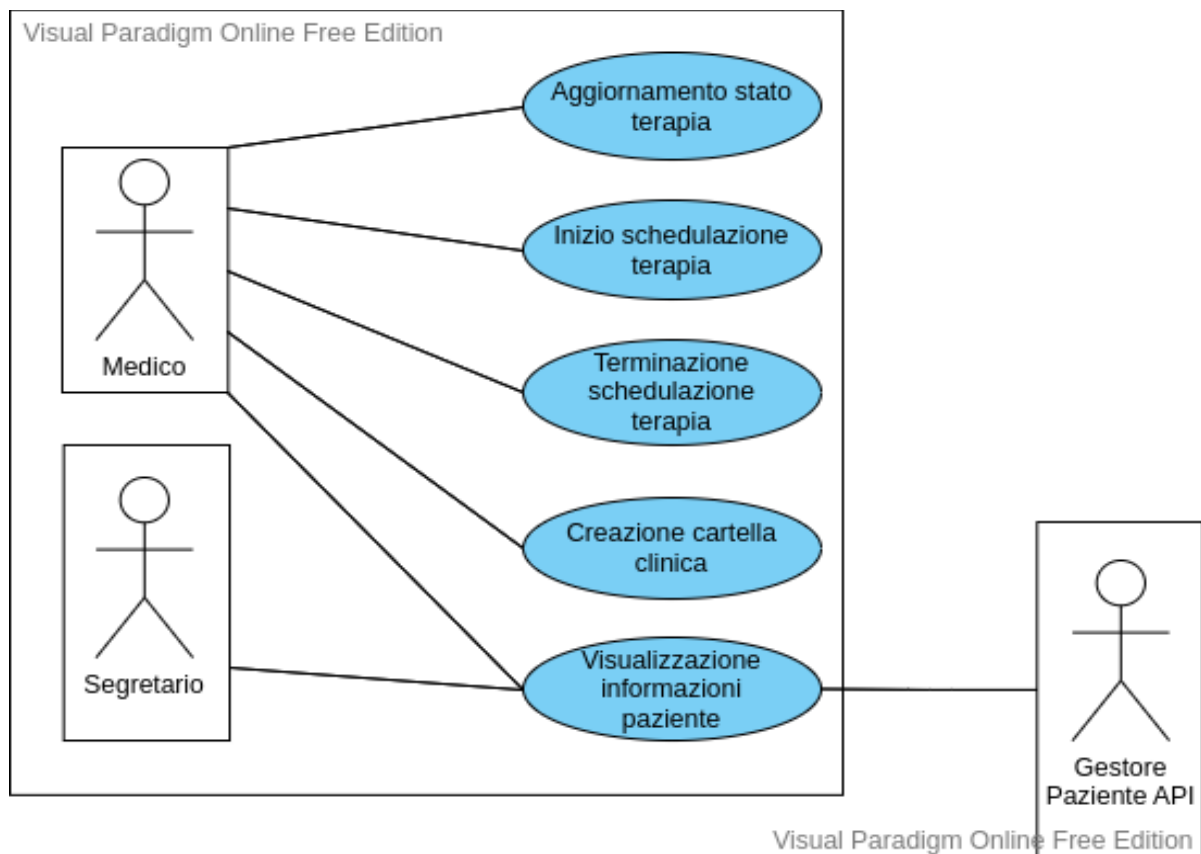 Visual Paradigm Online Free Edition
Aggiornamento stato
terapia
Inizio schedulazione
terapia
Medico
Terminazione
schedulazione
terapia
Creazione cartella
clinica
Segretario
Visualizzazione
informazioni
paziente
Gestore
Paziente API
Visual Paradigm Online Free Edition